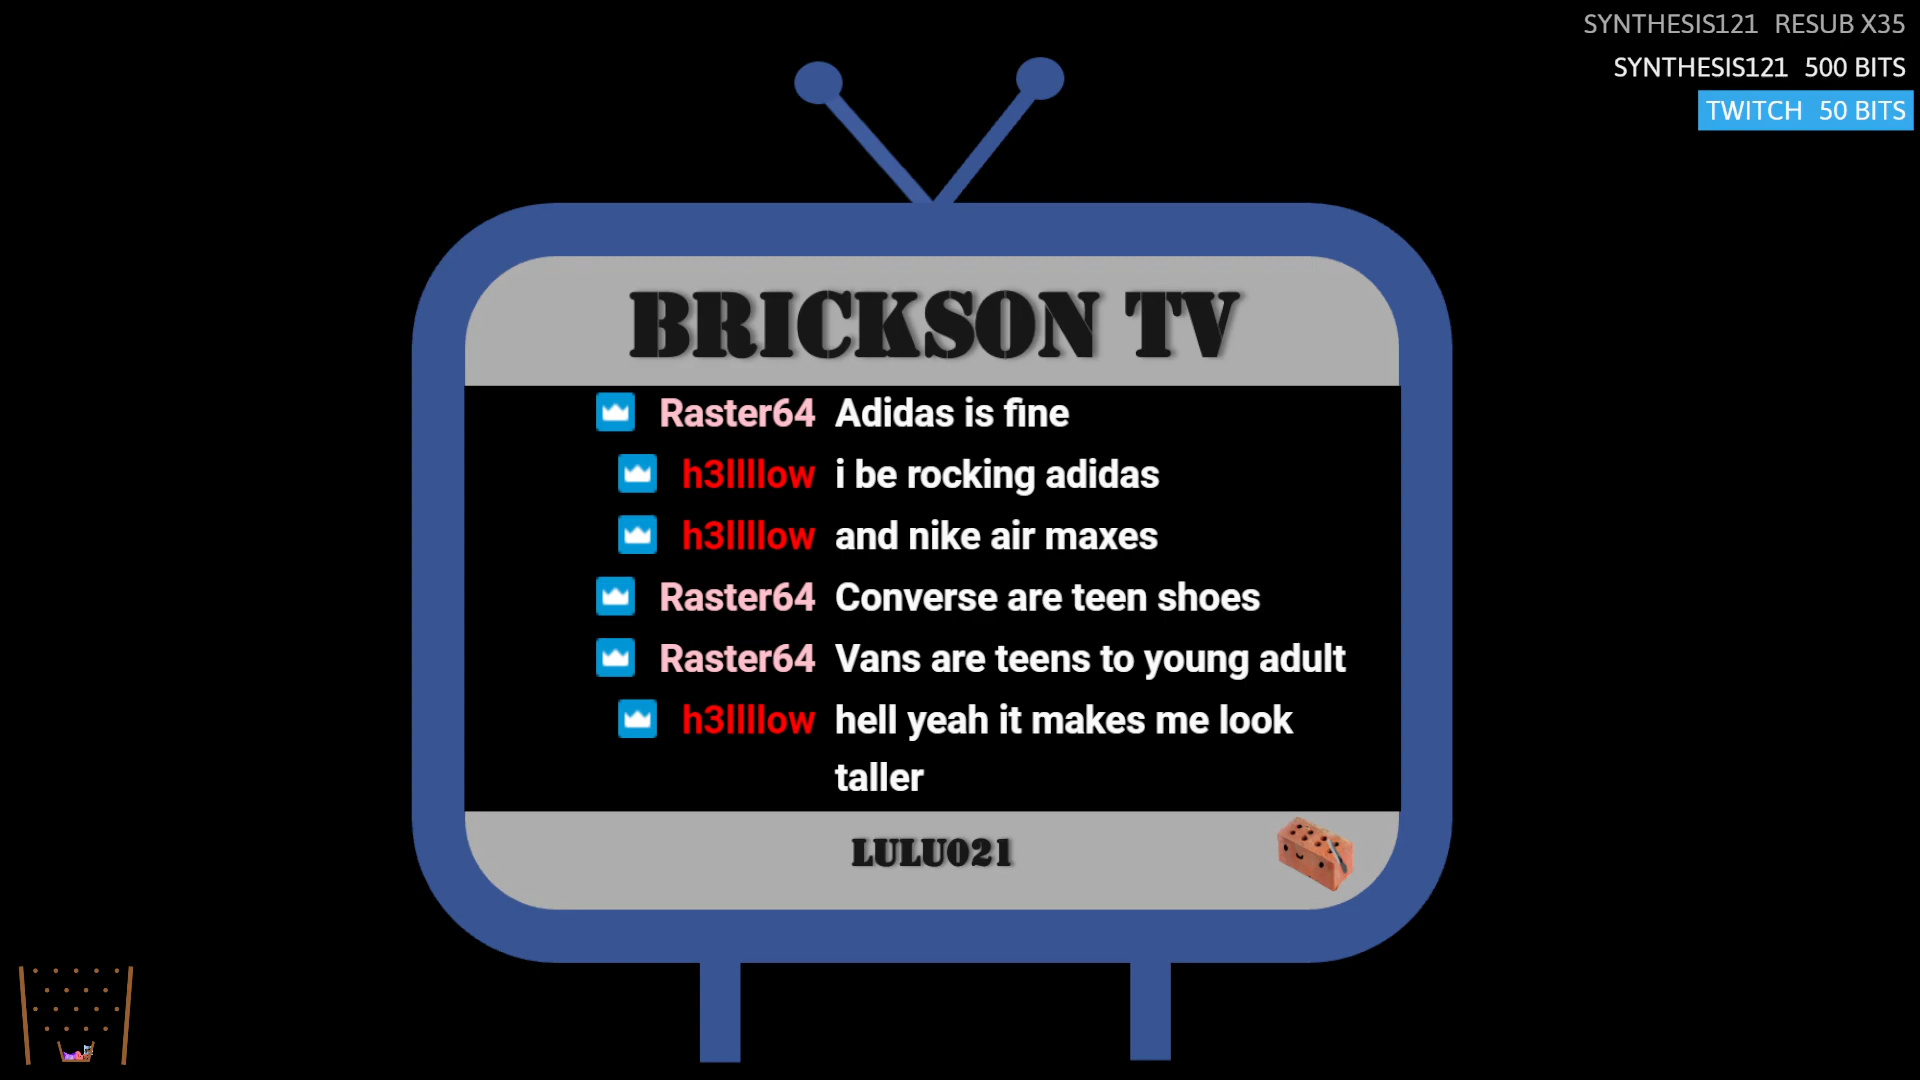 SYNTHESIS121 RESUB X35
SYNTHESIS121 500 BITS
TWITCH 50 BITS
BRICKSON TV
Raster64 Adidas is fine
h3llllow i be rocking adidas
h3llllow and nike air maxes
Raster64 Converse are teen shoes
Raster64 Vans are teens to young adult
h3llllow hell yeah it makes me look
taller
LULU021